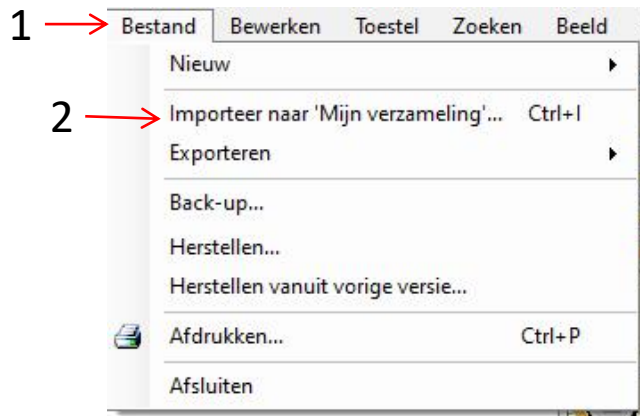 1 Bestand Bewerken Toestel Zoeken Beeld
Nieuw
2 Importeer naar 'Mijn verzameling'... Ctrl+I
Exporteren
Back-up...
Herstellen...
Herstellen vanuit vorige versie...
Afdrukken... Ctrl+P
Afsluiten